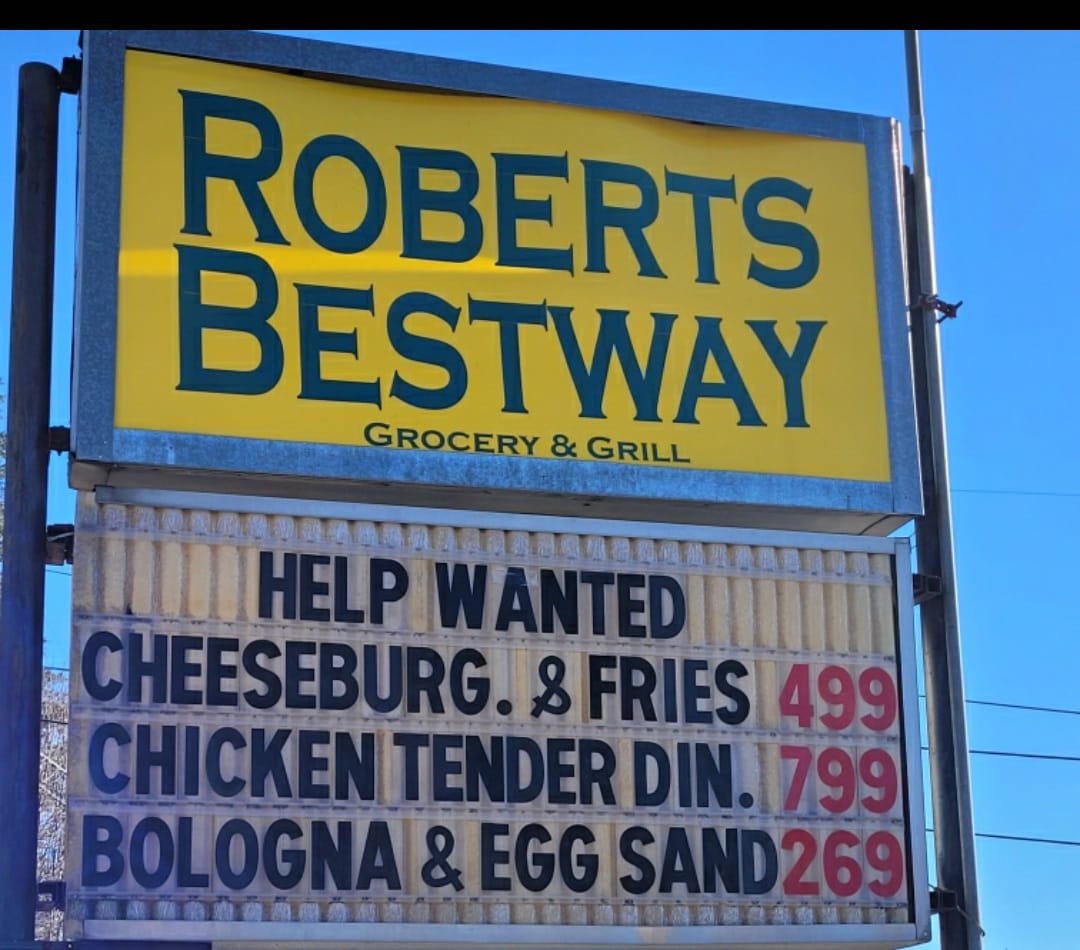 ROBERTS
BESTWAY
GROCERY & GRILL
HELP WANTED
CHEESEBURG. & FRIES 499
CHICKEN TENDER DIN. 799
BOLOGNA & EGG SAND 269